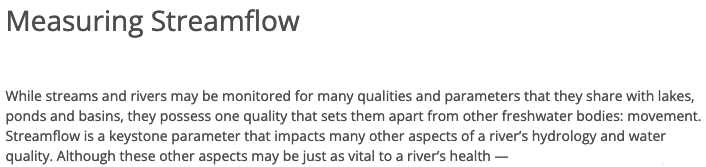 Measuring Streamflow
While streams and rivers may be monitored for many qualities and parameters that they share with lakes,
ponds and basins, they possess one quality that sets them apart from other freshwater bodies: movement.
Streamflow is a keystone parameter that impacts many other aspects of a river’s hydrology and water
quality. Although these other aspects may be just as vital to a river’s health —